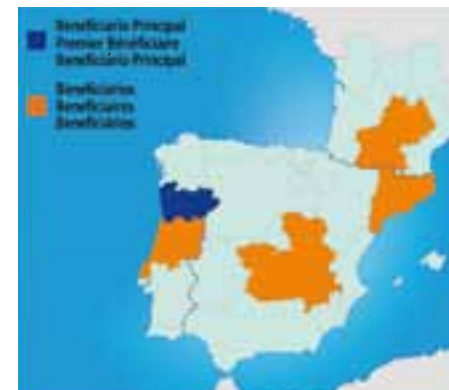 Beneficiario Principal
Premier Bénéficiaire
Beneficiário Principal
Beneficiarios
Bénéficiaires
Beneficiários